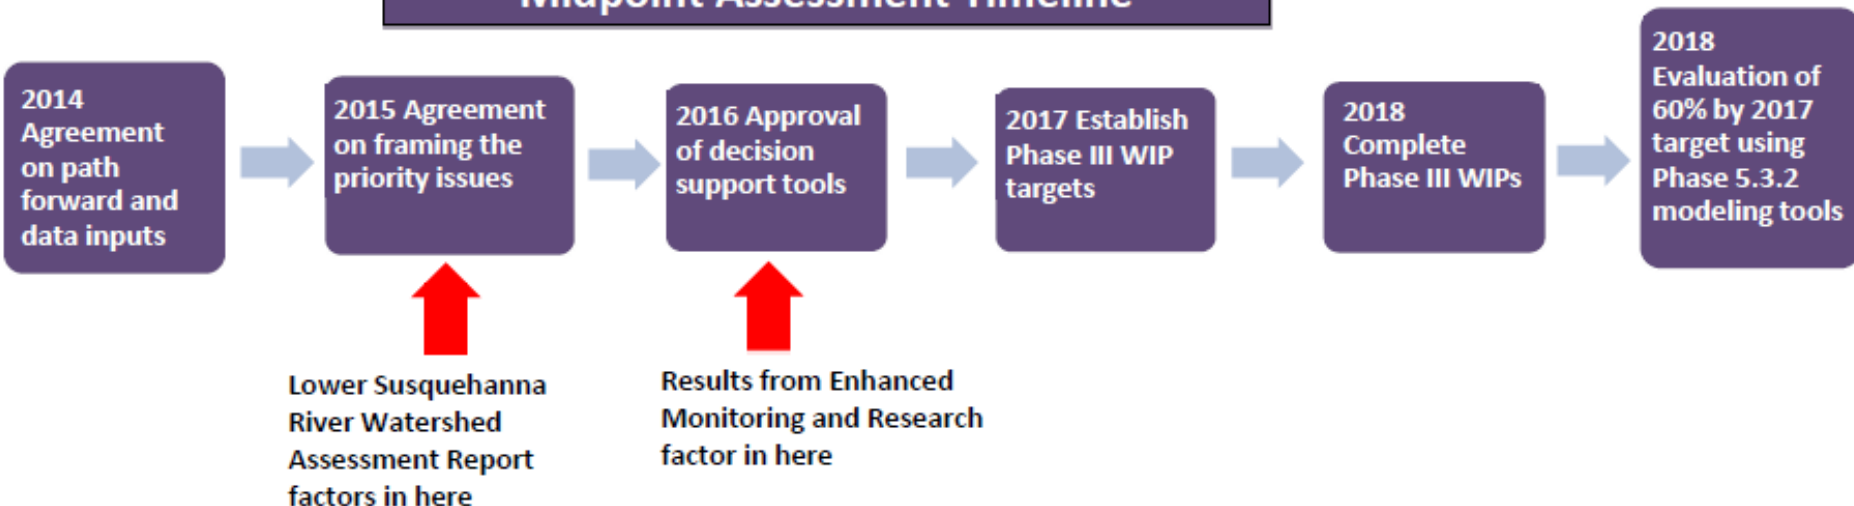 Midpoint Assessment Timeline
2014
Agreement
on path
forward and
data inputs
2015 Agreement
on framing the
priority issues
2016 Approval
of decision
support tools
2017 Establish
Phase III WIP
targets
2018
Complete
Phase III WIPs
2018
Evaluation of
60% by 2017
target using
Phase 5.3.2
modeling tools
Lower Susquehanna
River Watershed
Assessment Report
factors in here
Results from Enhanced
Monitoring and Research
factor in here